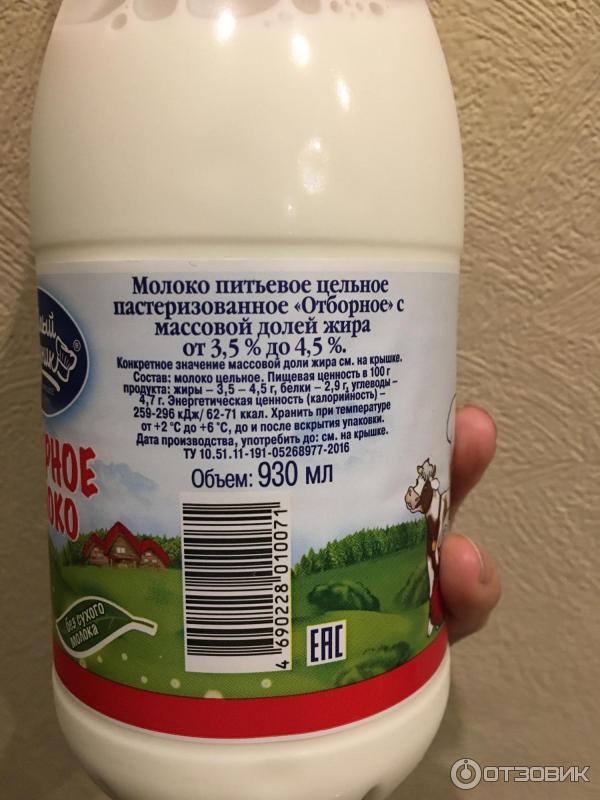 Молоко питьевое цельное
пастеризованное «Отборное» с
массовой долей жира
от 3,5 % до 4,5 %.
Конкретное значение массовой доли жира см. на крышке.
Состав: молоко цельное. Пищевая ценность в 100 г
продукта: жиры – 3,5 – 4,5 г, белки – 2,9 г, углеводы –
4,7 г. Энергетическая ценность (калорийность) –
259-296 кДж/ 62-71 ккал. Хранить при температуре
от +2 °С до +6 °С, до и после вскрытия упаковки.
Дата производства, употребить до: см. на крышке.
ТУ 10.51.11-191-05268977-2016
Объем: 930 мл
РНОЕ
ОКО
без сухого
молока
4 690228 010071
EAC
ОТЗОВИК